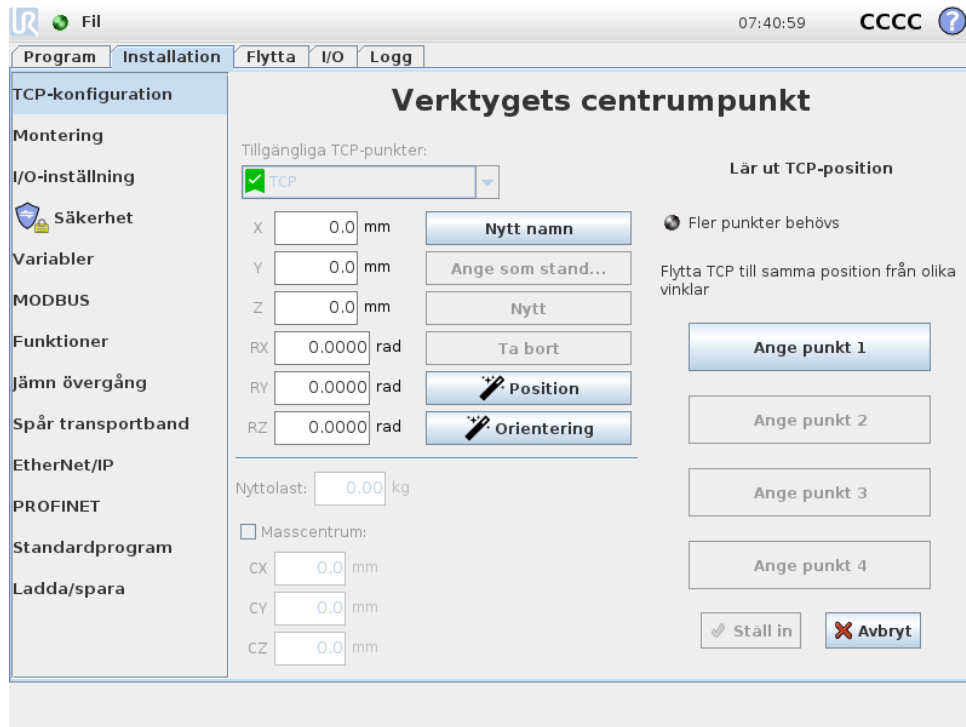 UR Fil 07:40:59 CCCC ?
Program Installation Flytta I/O Logg
TCP-konfiguration
Montering
I/O-inställning
Säkerhet
Variabler
MODBUS
Funktioner
Jämn övergång
Spår transportband
EtherNet/IP
PROFINET
Standardprogram
Ladda/spara
Verktygets centrumpunkt
Tillgängliga TCP-punkter:
TCP
X 0.0 mm Nytt namn
Y 0.0 mm Ange som stand...
Z 0.0 mm Nytt
RX 0.0000 rad Ta bort
RY 0.0000 rad Position
RZ 0.0000 rad Orientering
Nyttolast: 0.00 kg
Masscentrum:
CX 0.0 mm
CY 0.0 mm
CZ 0.0 mm
Lär ut TCP-position
Fler punkter behövs
Flytta TCP till samma position från olika
vinklar
Ange punkt 1
Ange punkt 2
Ange punkt 3
Ange punkt 4
Ställ in Avbryt